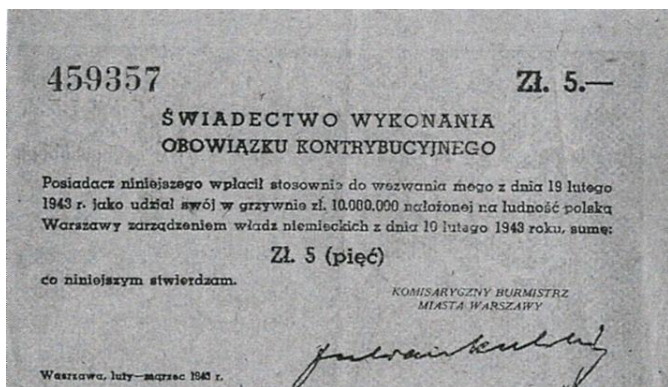 459357 Zł. 5.—
ŚWIADECTWO WYKONANIA
OBOWIĄZKU KONTRYBUCYJNEGO
Posiadacz niniejszego wpłacił stosownie do wezwania mego z dnia 19 lutego
1943 r. jako udział swój w grzywnie zł. 10.000.000 nałożonej na ludność polską
Warszawy zarządzeniem władz niemieckich z dnia 10 lutego 1943 roku, sumę:
Zł. 5 (pięć)
co niniejszym stwierdzam.
KOMISARYCZNY BURMISTRZ
MIASTA WARSZAWY
Julian Kulski
Warszawa, luty—marzec 1943 r.